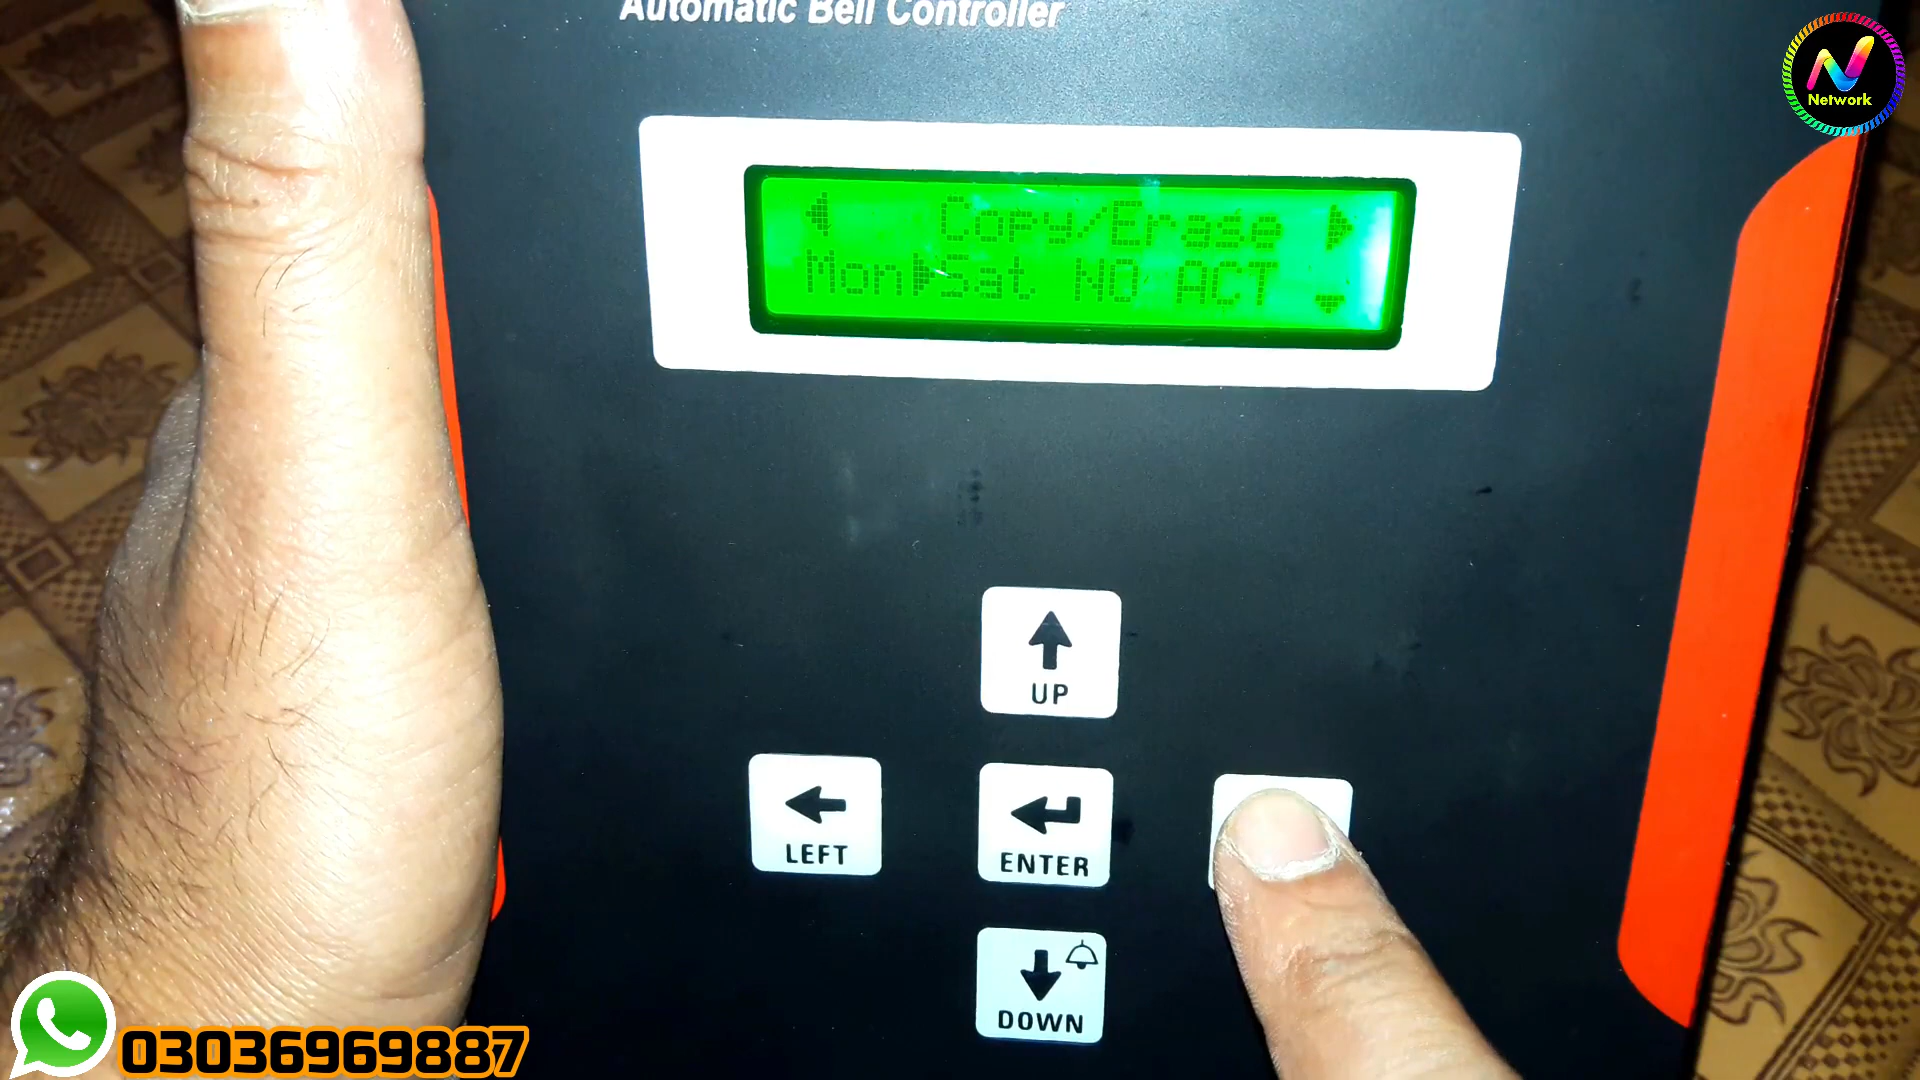 Automatic Bell Controller
Network
Copy/Erase
Mon Sat NO ACT
UP
LEFT
ENTER
DOWN
03036969887